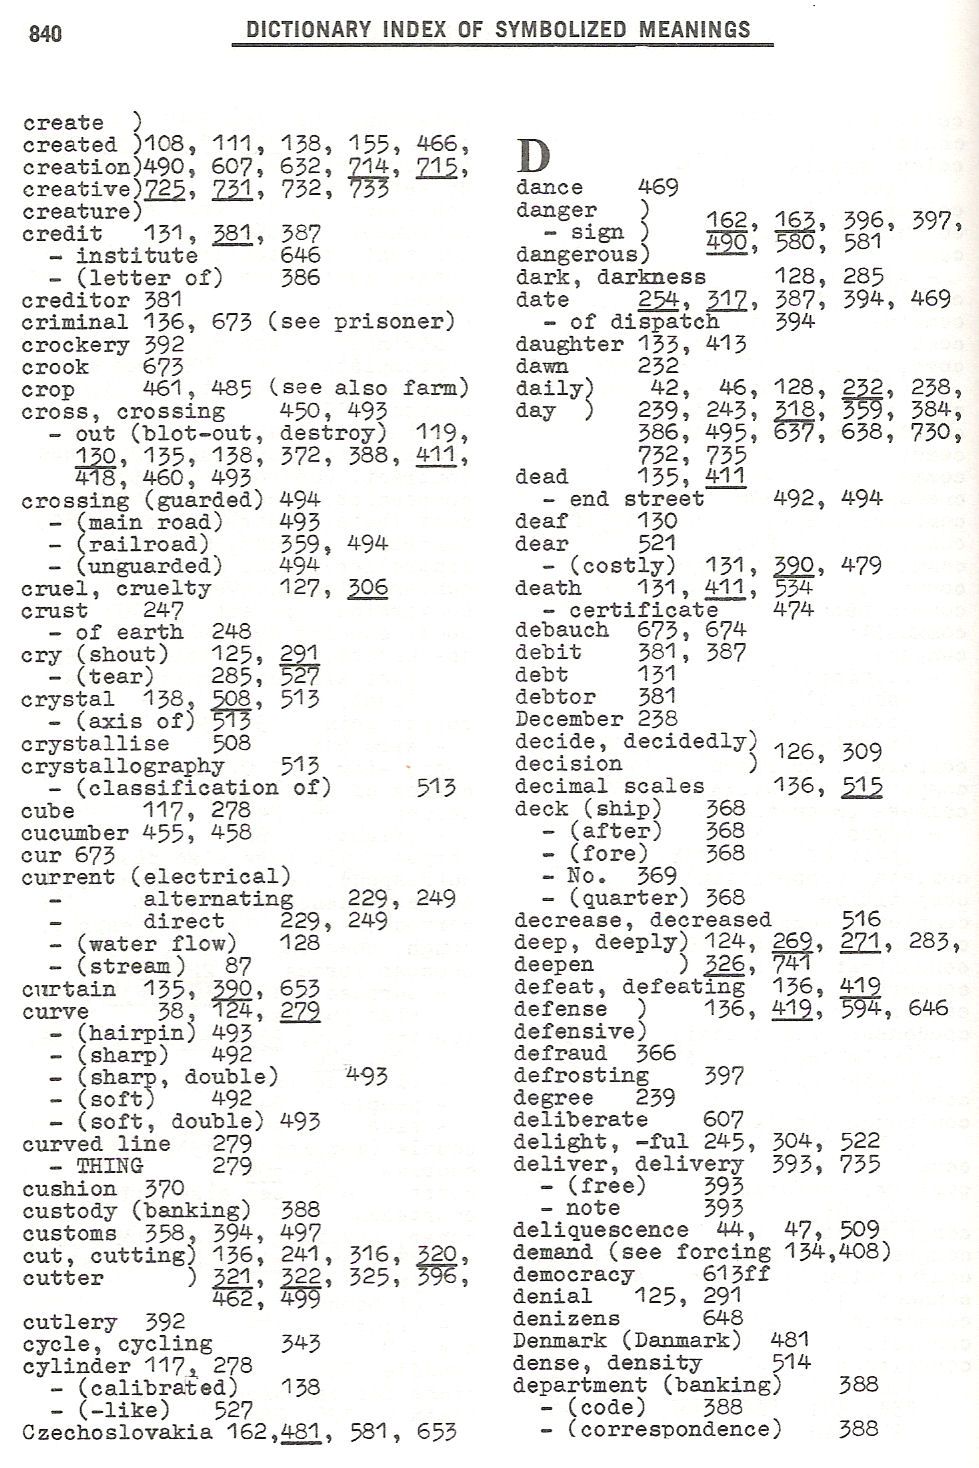 840
DICTIONARY INDEX OF SYMBOLIZED MEANINGS
create )
created )108, 111, 138, 155, 466,
creation)490, 607, 632, 714, 715,
creative)725, 731, 732, 733
creature)
credit 131, 381, 387
- institute 646
- (letter of) 386
creditor 381
criminal 136, 673 (see prisoner)
crockery 392
crook 673
crop 461, 485 (see also farm)
cross, crossing 450, 493
- out (blot-out, destroy) 119,
130, 135, 138, 372, 388, 411,
418, 460, 493
crossing (guarded) 494
- (main road) 493
- (railroad) 359, 494
- (unguarded) 494
cruel, cruelty 127, 306
crust 247
- of earth 248
cry (shout) 125, 291
- (tear) 285, 527
crystal 138, 508, 513
- (axis of) 513
crystallise 508
crystallography 513
- (classification of) 513
cube 117, 278
cucumber 455, 458
cur 673
current (electrical)
- alternating 229, 249
- direct 229, 249
- (water flow) 128
- (stream) 87
curtain 135, 390, 653
curve 38, 124, 279
- (hairpin) 493
- (sharp) 492
- (sharp, double) 493
- (soft) 492
- (soft, double) 493
curved line 279
- THING 279
cushion 370
custody (banking) 388
customs 358, 394, 497
cut, cutting) 136, 241, 316, 320,
cutter ) 321, 322, 325, 396,
462, 499
cutlery 392
cycle, cycling 343
cylinder 117, 278
- (calibrated) 138
- (-like) 527
Czechoslovakia 162,481, 581, 653
D
dance 469
danger ) 162, 163, 396, 397,
- sign ) 490, 580, 581
dangerous)
dark, darkness 128, 285
date 254, 317, 387, 394, 469
- of dispatch 394
daughter 133, 413
dawn 232
daily) 42, 46, 128, 232, 238,
day ) 239, 243, 318, 359, 384,
386, 495, 637, 638, 730,
732, 735
dead 135, 411
- end street 492, 494
deaf 130
dear 521
- (costly) 131, 390, 479
death 131, 411, 534
- certificate 474
debauch 673, 674
debit 381, 387
debt 131
debtor 381
December 238
decide, decidedly) 126, 309
decision )
decimal scales 136, 515
deck (ship) 368
- (after) 368
- (fore) 368
- No. 369
- (quarter) 368
decrease, decreased 516
deep, deeply) 124, 269, 271, 283,
deepen ) 326, 741
defeat, defeating 136, 419
defense ) 136, 419, 594, 646
defensive)
defraud 366
defrosting 397
degree 239
deliberate 607
delight, -ful 245, 304, 522
deliver, delivery 393, 735
- (free) 393
- note 393
deliquescence 44, 47, 509
demand (see forcing 134,408)
democracy 613ff
denial 125, 291
denizens 648
Denmark (Danmark) 481
dense, density 514
department (banking) 388
- (code) 388
- (correspondence) 388